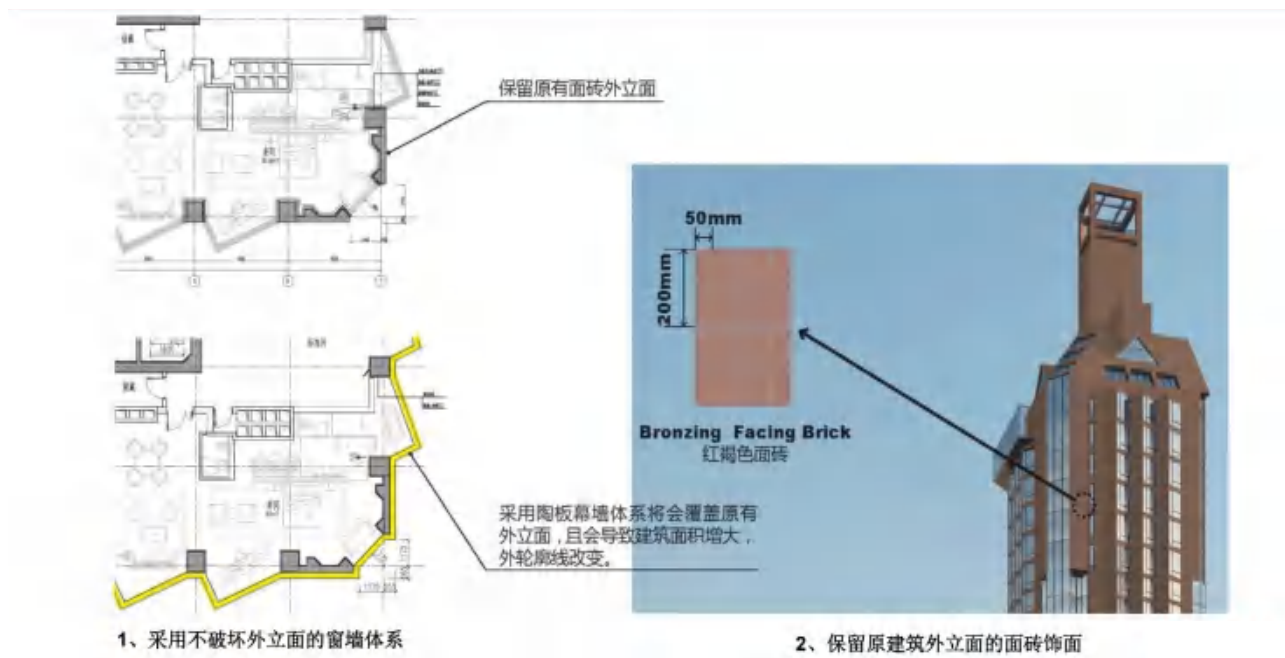 保留原有面砖外立面
采用陶板幕墙体系将会覆盖原有
外立面，且会导致建筑面积增大，
外轮廓线改变。
1、采用不破坏外立面的窗墙体系
50mm
200mm
Bronzing Facing Brick
红褐色面砖
2、保留原建筑外立面的面砖饰面